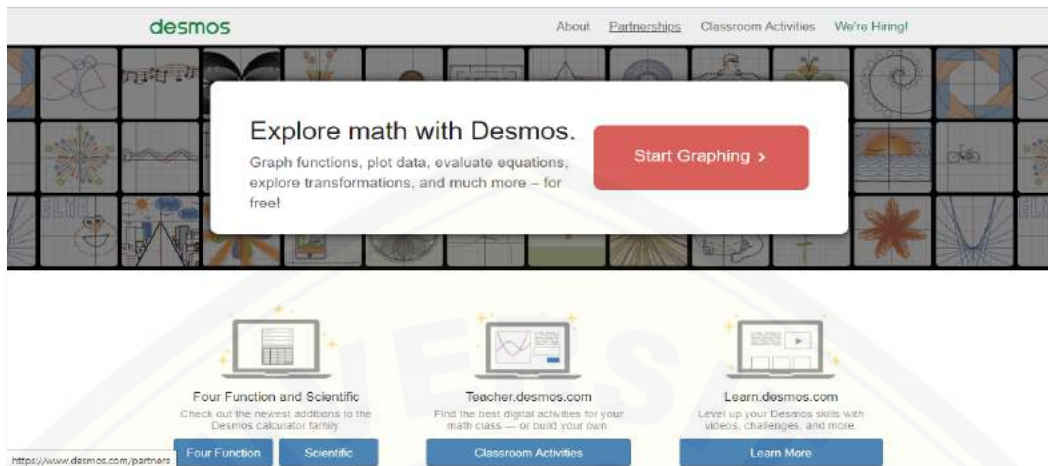 desmos
About Partnerships Classroom Activities We're Hiring!
Explore math with Desmos.
Graph functions, plot data, evaluate equations,
explore transformations, and much more – for
free!
Start Graphing >
Four Function and Scientific
Check out the newest additions to the
Desmos calculator family.
Four Function
Scientific
Teacher.desmos.com
Find the best digital activities for your
math class — or build your own.
Classroom Activities
Learn.desmos.com
Level up your Desmos skills with
videos, challenges, and more.
Learn More
https://www.desmos.com/partners